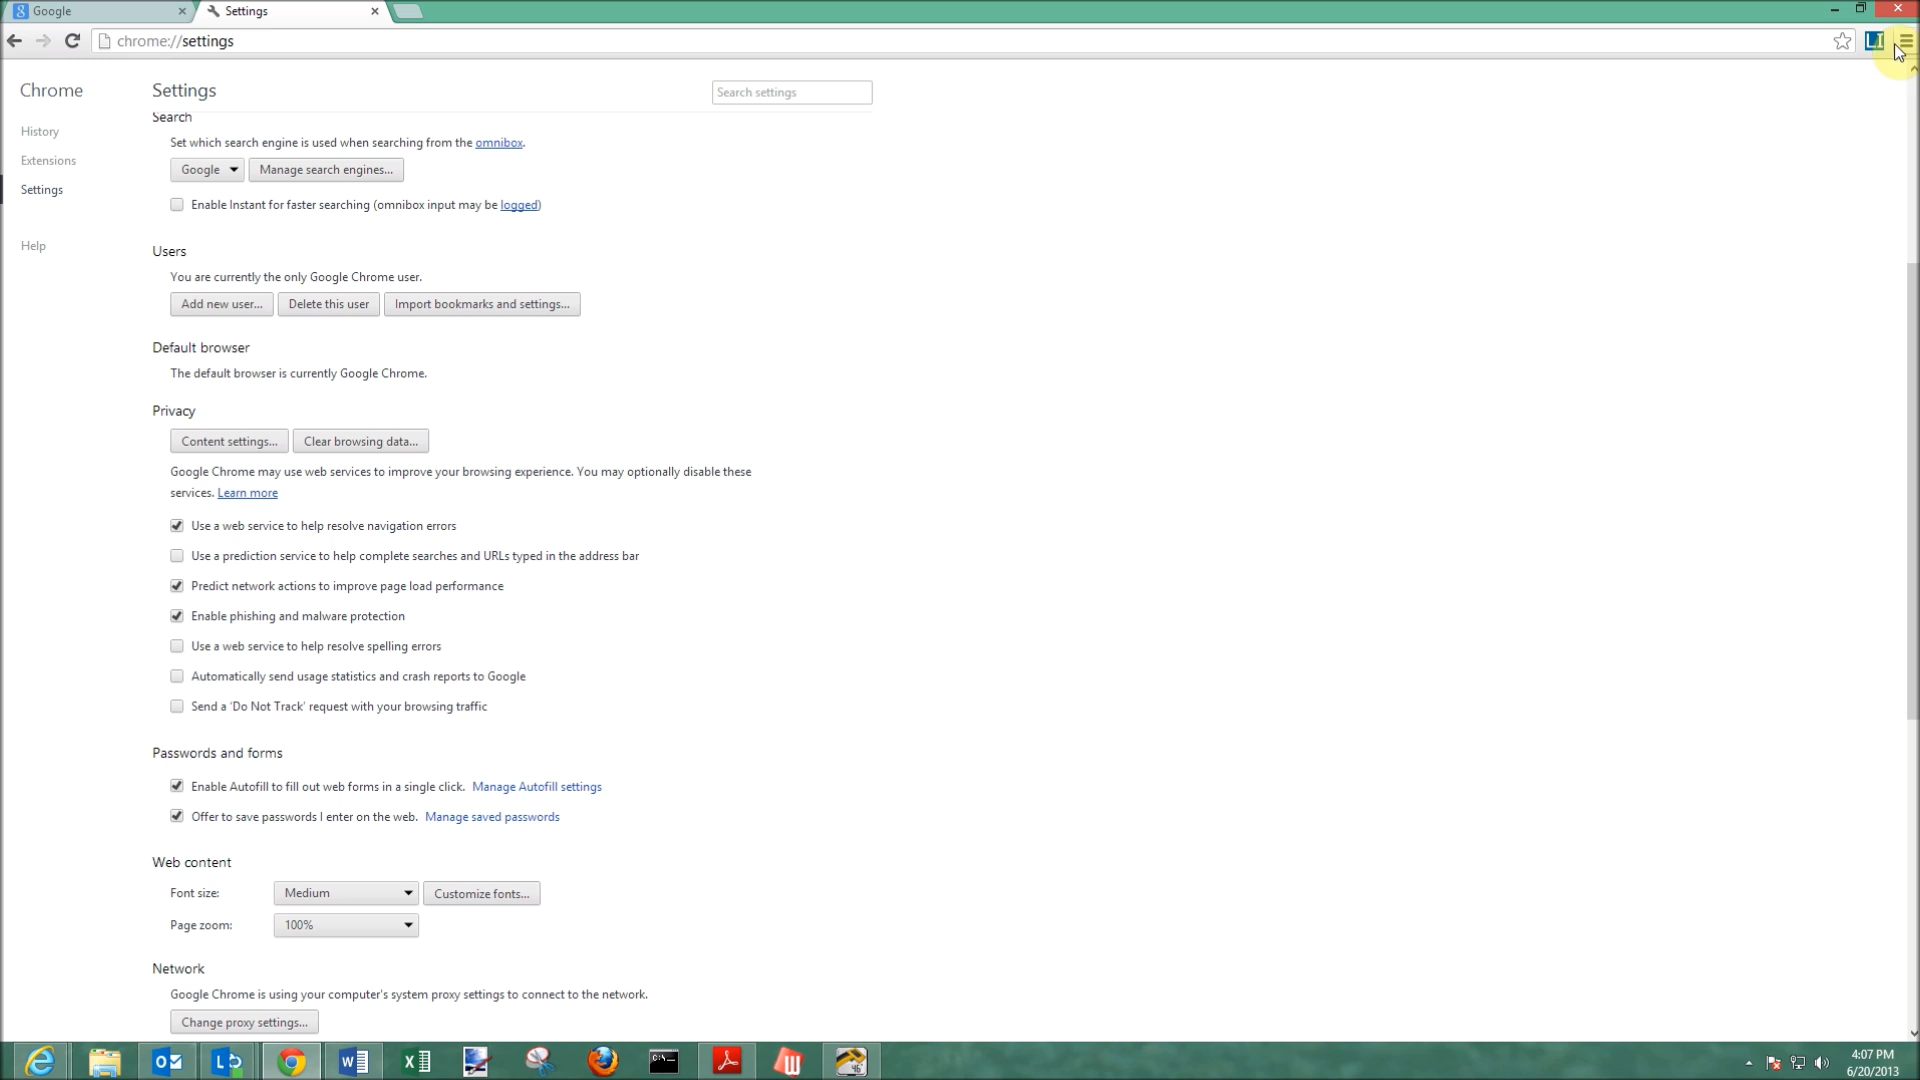 Google
Settings
chrome://settings
Chrome
Settings
Search settings
History
Extensions
Settings
Help
Search
Set which search engine is used when searching from the omnibox.
Google
Manage search engines...
Enable Instant for faster searching (omnibox input may be logged)
Users
You are currently the only Google Chrome user.
Add new user...
Delete this user
Import bookmarks and settings...
Default browser
The default browser is currently Google Chrome.
Privacy
Content settings...
Clear browsing data...
Google Chrome may use web services to improve your browsing experience. You may optionally disable these
services. Learn more
Use a web service to help resolve navigation errors
Use a prediction service to help complete searches and URLs typed in the address bar
Predict network actions to improve page load performance
Enable phishing and malware protection
Use a web service to help resolve spelling errors
Automatically send usage statistics and crash reports to Google
Send a 'Do Not Track' request with your browsing traffic
Passwords and forms
Enable Autofill to fill out web forms in a single click. Manage Autofill settings
Offer to save passwords I enter on the web. Manage saved passwords
Web content
Font size:
Medium
Customize fonts...
Page zoom:
100%
Network
Google Chrome is using your computer's system proxy settings to connect to the network.
Change proxy settings...
4:07 PM
6/20/2013